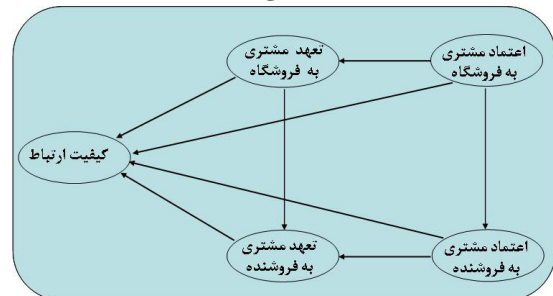 اعتماد مشتری
به فروشگاه
تعهد مشتری
به فروشگاه
کیفیت ارتباط
اعتماد مشتری
به فروشنده
تعهد مشتری
به فروشنده